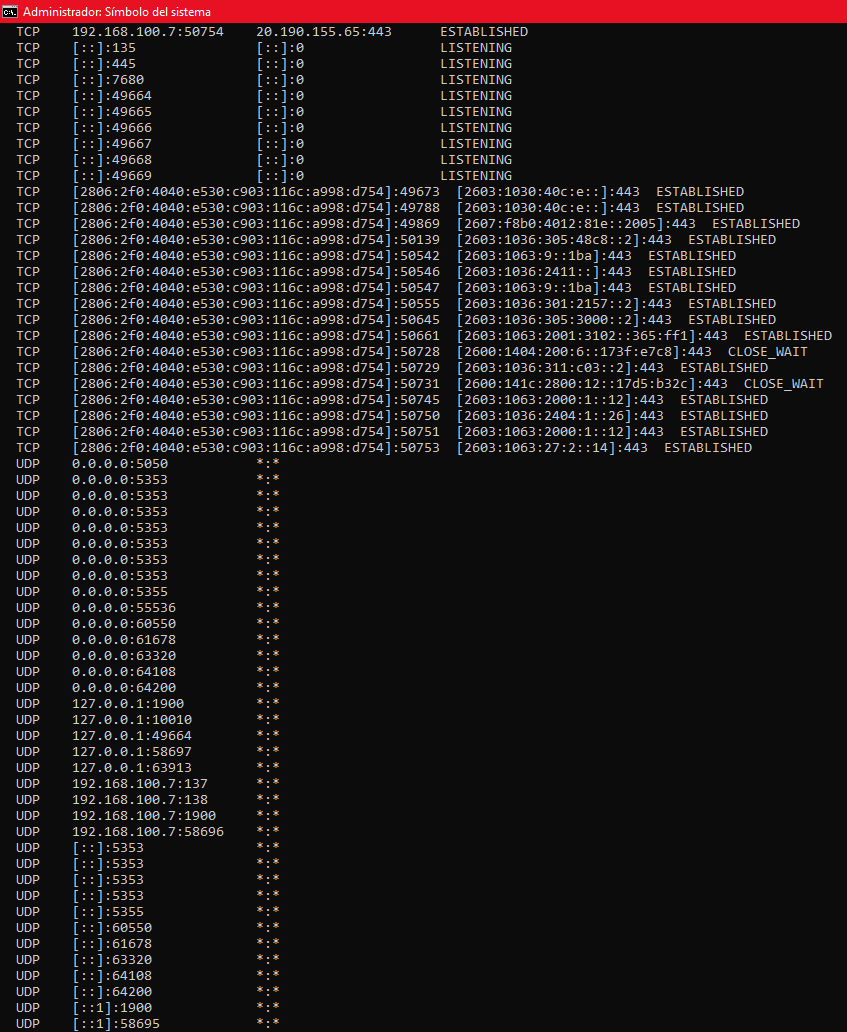 Administrador: Símbolo del sistema
TCP 192.168.100.7:50754 20.190.155.65:443 ESTABLISHED
TCP [::]:135 [::]:0 LISTENING
TCP [::]:445 [::]:0 LISTENING
TCP [::]:7680 [::]:0 LISTENING
TCP [::]:49664 [::]:0 LISTENING
TCP [::]:49665 [::]:0 LISTENING
TCP [::]:49666 [::]:0 LISTENING
TCP [::]:49667 [::]:0 LISTENING
TCP [::]:49668 [::]:0 LISTENING
TCP [::]:49669 [::]:0 LISTENING
TCP [2806:2f0:4040:e530:c903:116c:a998:d754]:49673 [2603:1030:40c:e::]:443 ESTABLISHED
TCP [2806:2f0:4040:e530:c903:116c:a998:d754]:49788 [2603:1030:40c:e::]:443 ESTABLISHED
TCP [2806:2f0:4040:e530:c903:116c:a998:d754]:49869 [2607:f8b0:4012:81e::2005]:443 ESTABLISHED
TCP [2806:2f0:4040:e530:c903:116c:a998:d754]:50139 [2603:1036:305:48c8::2]:443 ESTABLISHED
TCP [2806:2f0:4040:e530:c903:116c:a998:d754]:50542 [2603:1063:9::1ba]:443 ESTABLISHED
TCP [2806:2f0:4040:e530:c903:116c:a998:d754]:50546 [2603:1036:2411::]:443 ESTABLISHED
TCP [2806:2f0:4040:e530:c903:116c:a998:d754]:50547 [2603:1063:9::1ba]:443 ESTABLISHED
TCP [2806:2f0:4040:e530:c903:116c:a998:d754]:50555 [2603:1036:301:2157::2]:443 ESTABLISHED
TCP [2806:2f0:4040:e530:c903:116c:a998:d754]:50645 [2603:1036:305:3000::2]:443 ESTABLISHED
TCP [2806:2f0:4040:e530:c903:116c:a998:d754]:50661 [2603:1063:2001:3102::365:ff1]:443 ESTABLISHED
TCP [2806:2f0:4040:e530:c903:116c:a998:d754]:50728 [2600:1404:200:6::173f:e7c8]:443 CLOSE_WAIT
TCP [2806:2f0:4040:e530:c903:116c:a998:d754]:50729 [2603:1036:311:c03::2]:443 ESTABLISHED
TCP [2806:2f0:4040:e530:c903:116c:a998:d754]:50731 [2600:141c:2800:12::17d5:b32c]:443 CLOSE_WAIT
TCP [2806:2f0:4040:e530:c903:116c:a998:d754]:50745 [2603:1063:2000:1::12]:443 ESTABLISHED
TCP [2806:2f0:4040:e530:c903:116c:a998:d754]:50750 [2603:1036:2404:1::26]:443 ESTABLISHED
TCP [2806:2f0:4040:e530:c903:116c:a998:d754]:50751 [2603:1063:2000:1::12]:443 ESTABLISHED
TCP [2806:2f0:4040:e530:c903:116c:a998:d754]:50753 [2603:1063:27:2::14]:443 ESTABLISHED
UDP 0.0.0.0:5050 *:*
UDP 0.0.0.0:5353 *:*
UDP 0.0.0.0:5353 *:*
UDP 0.0.0.0:5353 *:*
UDP 0.0.0.0:5353 *:*
UDP 0.0.0.0:5353 *:*
UDP 0.0.0.0:5353 *:*
UDP 0.0.0.0:5353 *:*
UDP 0.0.0.0:5355 *:*
UDP 0.0.0.0:55536 *:*
UDP 0.0.0.0:60550 *:*
UDP 0.0.0.0:61678 *:*
UDP 0.0.0.0:63320 *:*
UDP 0.0.0.0:64108 *:*
UDP 0.0.0.0:64200 *:*
UDP 127.0.0.1:1900 *:*
UDP 127.0.0.1:10010 *:*
UDP 127.0.0.1:49664 *:*
UDP 127.0.0.1:58697 *:*
UDP 127.0.0.1:63913 *:*
UDP 192.168.100.7:137 *:*
UDP 192.168.100.7:138 *:*
UDP 192.168.100.7:1900 *:*
UDP 192.168.100.7:58696 *:*
UDP [::]:5353 *:*
UDP [::]:5353 *:*
UDP [::]:5353 *:*
UDP [::]:5353 *:*
UDP [::]:5355 *:*
UDP [::]:60550 *:*
UDP [::]:61678 *:*
UDP [::]:63320 *:*
UDP [::]:64108 *:*
UDP [::]:64200 *:*
UDP [::1]:1900 *:*
UDP [::1]:58695 *:*